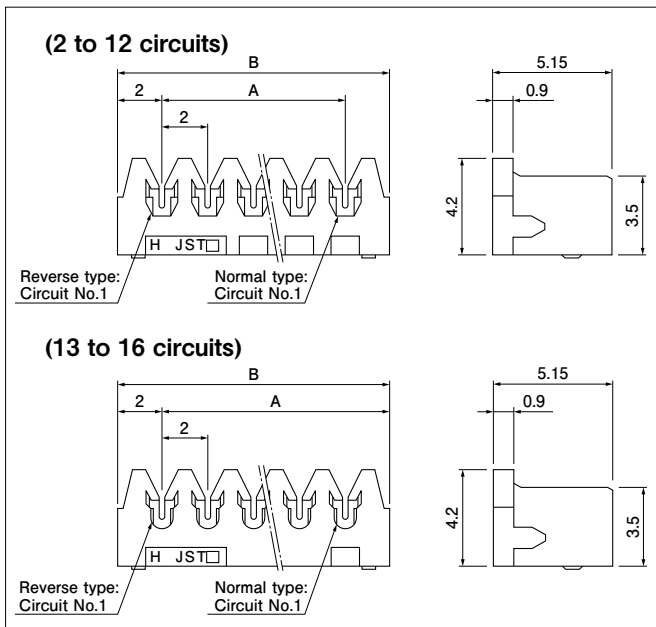 (2 to 12 circuits)
B
5.15
2
A
0.9
2
4.2
3.5
H JST□
Reverse type:
Circuit No.1
Normal type:
Circuit No.1
(13 to 16 circuits)
B
5.15
2
A
0.9
2
4.2
3.5
H JST□
Reverse type:
Circuit No.1
Normal type:
Circuit No.1